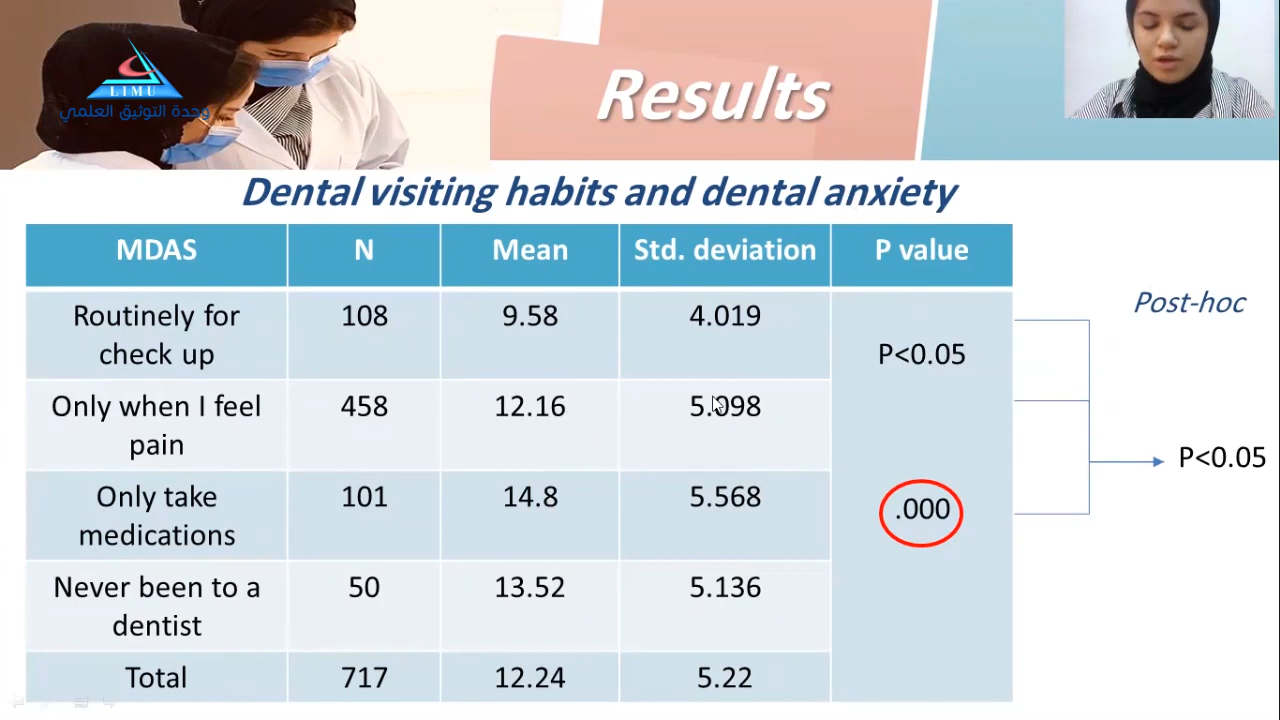 LIMU
وحدة التوثيق العلمي
Results
Dental visiting habits and dental anxiety
MDAS N Mean Std. deviation P value
Routinely for check up 108 9.58 4.019 P<0.05
Only when I feel pain 458 12.16 5.098
Only take medications 101 14.8 5.568 .000
Never been to a dentist 50 13.52 5.136
Total 717 12.24 5.22
Post-hoc
P<0.05